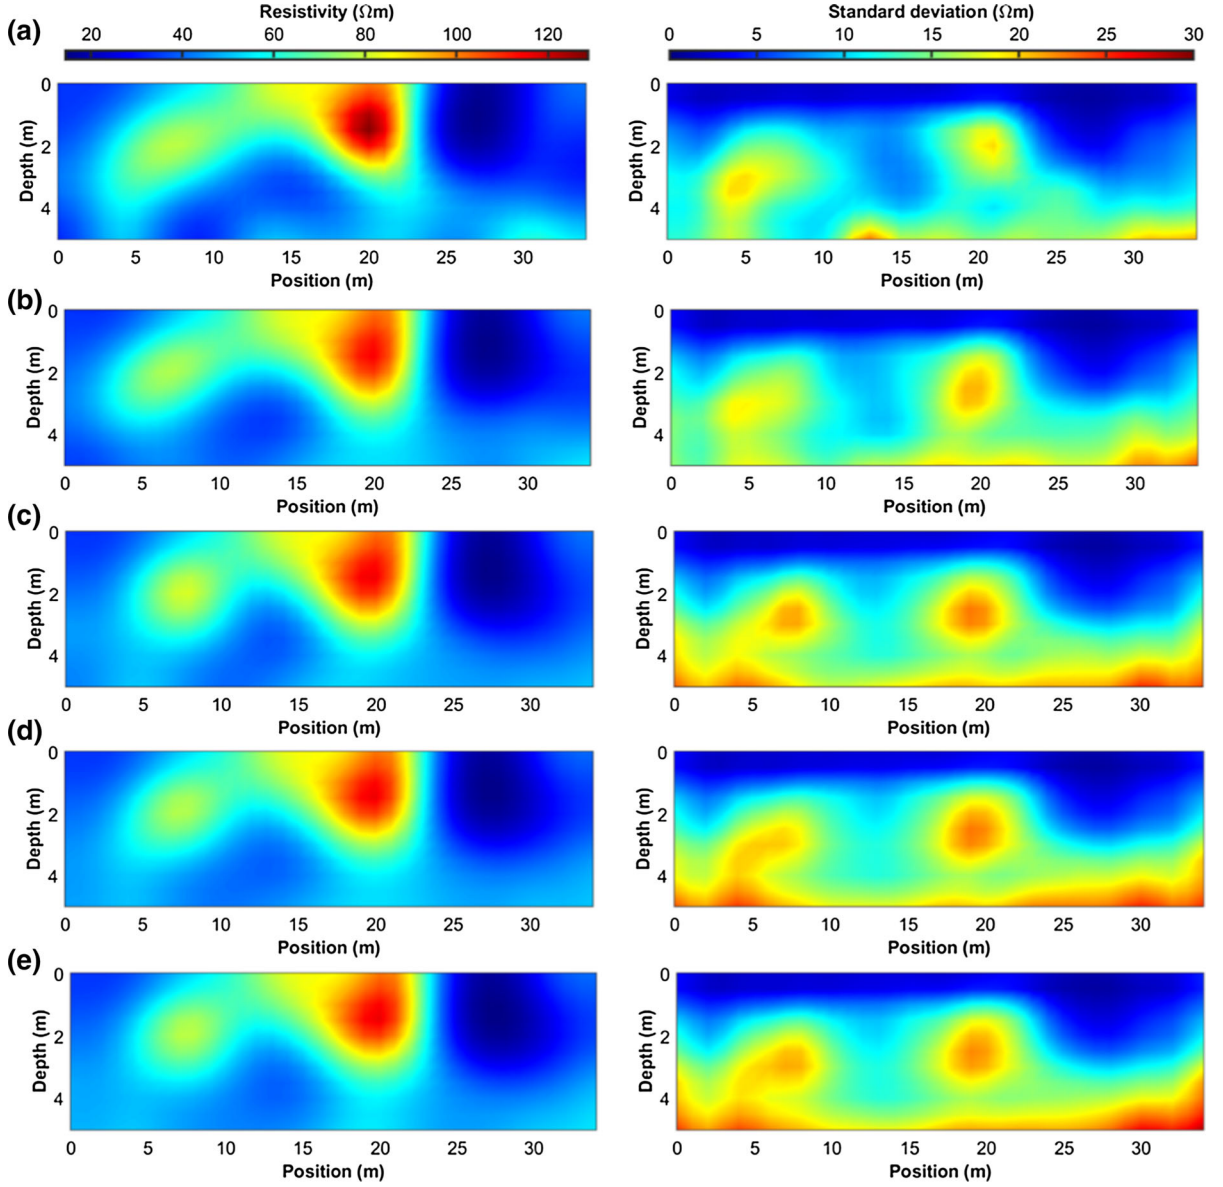 Resistivity (Ωm) Standard deviation (Ωm)
(a) 20 40 60 80 100 120 0 5 10 15 20 25 30
0 0
2 2
4 4
Depth (m) Depth (m)
0 5 10 15 20 25 30 0 5 10 15 20 25 30
Position (m) Position (m)
(b)
0 0
2 2
4 4
Depth (m) Depth (m)
0 5 10 15 20 25 30 0 5 10 15 20 25 30
Position (m) Position (m)
(c)
0 0
2 2
4 4
Depth (m) Depth (m)
0 5 10 15 20 25 30 0 5 10 15 20 25 30
Position (m) Position (m)
(d)
0 0
2 2
4 4
Depth (m) Depth (m)
0 5 10 15 20 25 30 0 5 10 15 20 25 30
Position (m) Position (m)
(e)
0 0
2 2
4 4
Depth (m) Depth (m)
0 5 10 15 20 25 30 0 5 10 15 20 25 30
Position (m) Position (m)